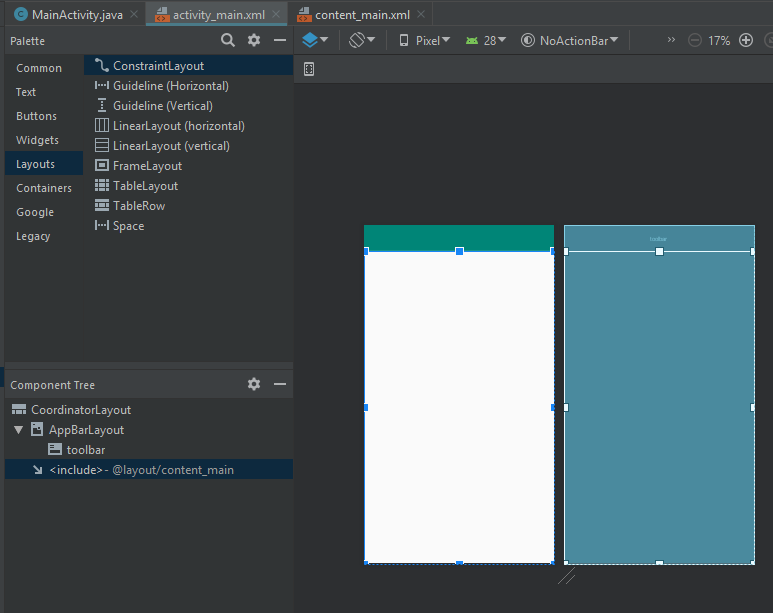 MainActivity.java activity_main.xml content_main.xml
Palette
Pixel 28 NoActionBar 17%
Common
Text
Buttons
Widgets
Layouts
Containers
Google
Legacy
ConstraintLayout
Guideline (Horizontal)
Guideline (Vertical)
LinearLayout (horizontal)
LinearLayout (vertical)
FrameLayout
TableLayout
TableRow
Space
toolbar
Component Tree
CoordinatorLayout
AppBarLayout
toolbar
<include> - @layout/content_main